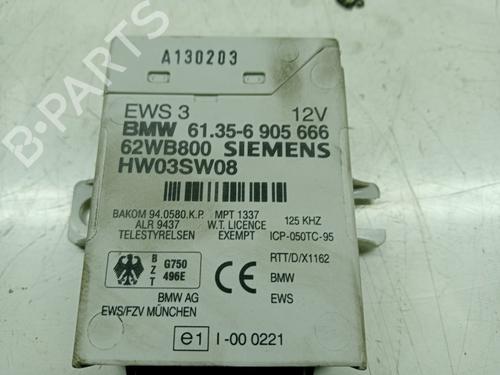 A130203
EWS 3 12V
BMW 61.35-6 905 666
62WB800 SIEMENS
HW03SW08
BAKOM 94.0580.K.P. MPT 1337
ALR 9437 W.T. LICENCE 125 KHZ
TELESTYRELSEN EXEMPT ICP-050TC-95
B Z T G750 496E
CE
RTT/D/X1162
BMW
EWS
BMW AG
EWS/FZV MÜNCHEN
e1 I-00 0221
B-PARTS